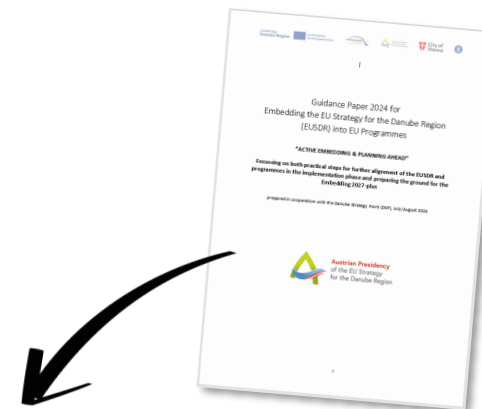 Danube Region
City of Vienna
Guidance Paper 2024 for
Embedding the EU Strategy for the Danube Region
(EUSDR) into EU Programmes
"ACTIVE EMBEDDING & PLANNING AHEAD"
Focussing on both practical steps for further alignment of the EUSDR and
programmes in the implementation phase and preparing the ground for the
Embedding 2027-plus
prepared in cooperation with the Danube Strategy Point (DSP), July/August 2024
Austrian Presidency
of the EU Strategy
for the Danube Region